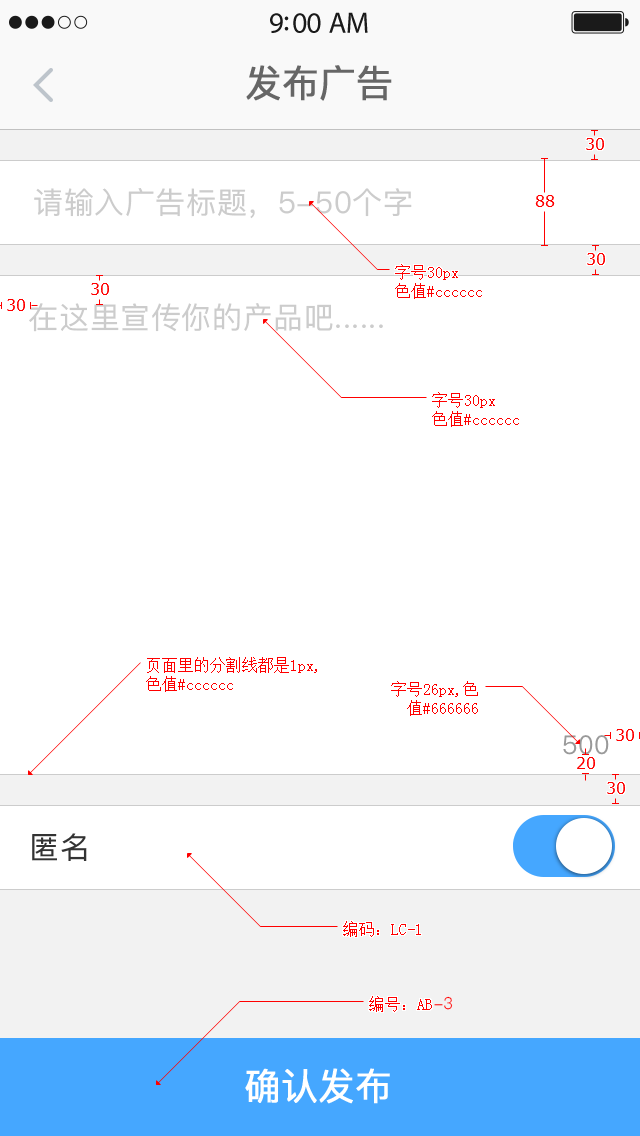 9:00 AM
发布广告
30
请输入广告标题，5-50个字
88
30
字号30px
色值#cccccc
30
30
在这里宣传你的产品吧......
字号30px
色值#cccccc
页面里的分割线都是1px,
色值#cccccc
字号26px,色
值#666666
500
30
20
30
匿名
编码：LC-1
编号：AB-3
确认发布